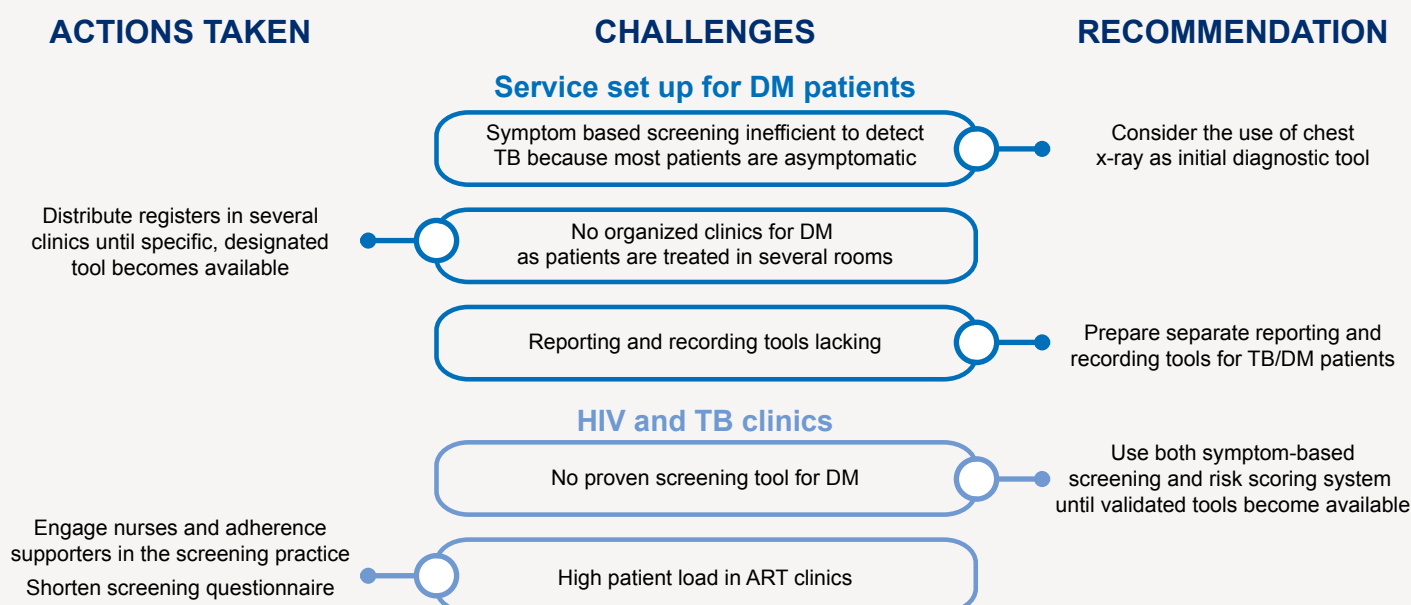 ACTIONS TAKEN
CHALLENGES
RECOMMENDATION
Service set up for DM patients
Symptom based screening inefficient to detect
TB because most patients are asymptomatic
Consider the use of chest
x-ray as initial diagnostic tool
Distribute registers in several
clinics until specific, designated
tool becomes available
No organized clinics for DM
as patients are treated in several rooms
Reporting and recording tools lacking
Prepare separate reporting and
recording tools for TB/DM patients
HIV and TB clinics
No proven screening tool for DM
Use both symptom-based
screening and risk scoring system
until validated tools become available
Engage nurses and adherence
supporters in the screening practice
Shorten screening questionnaire
High patient load in ART clinics